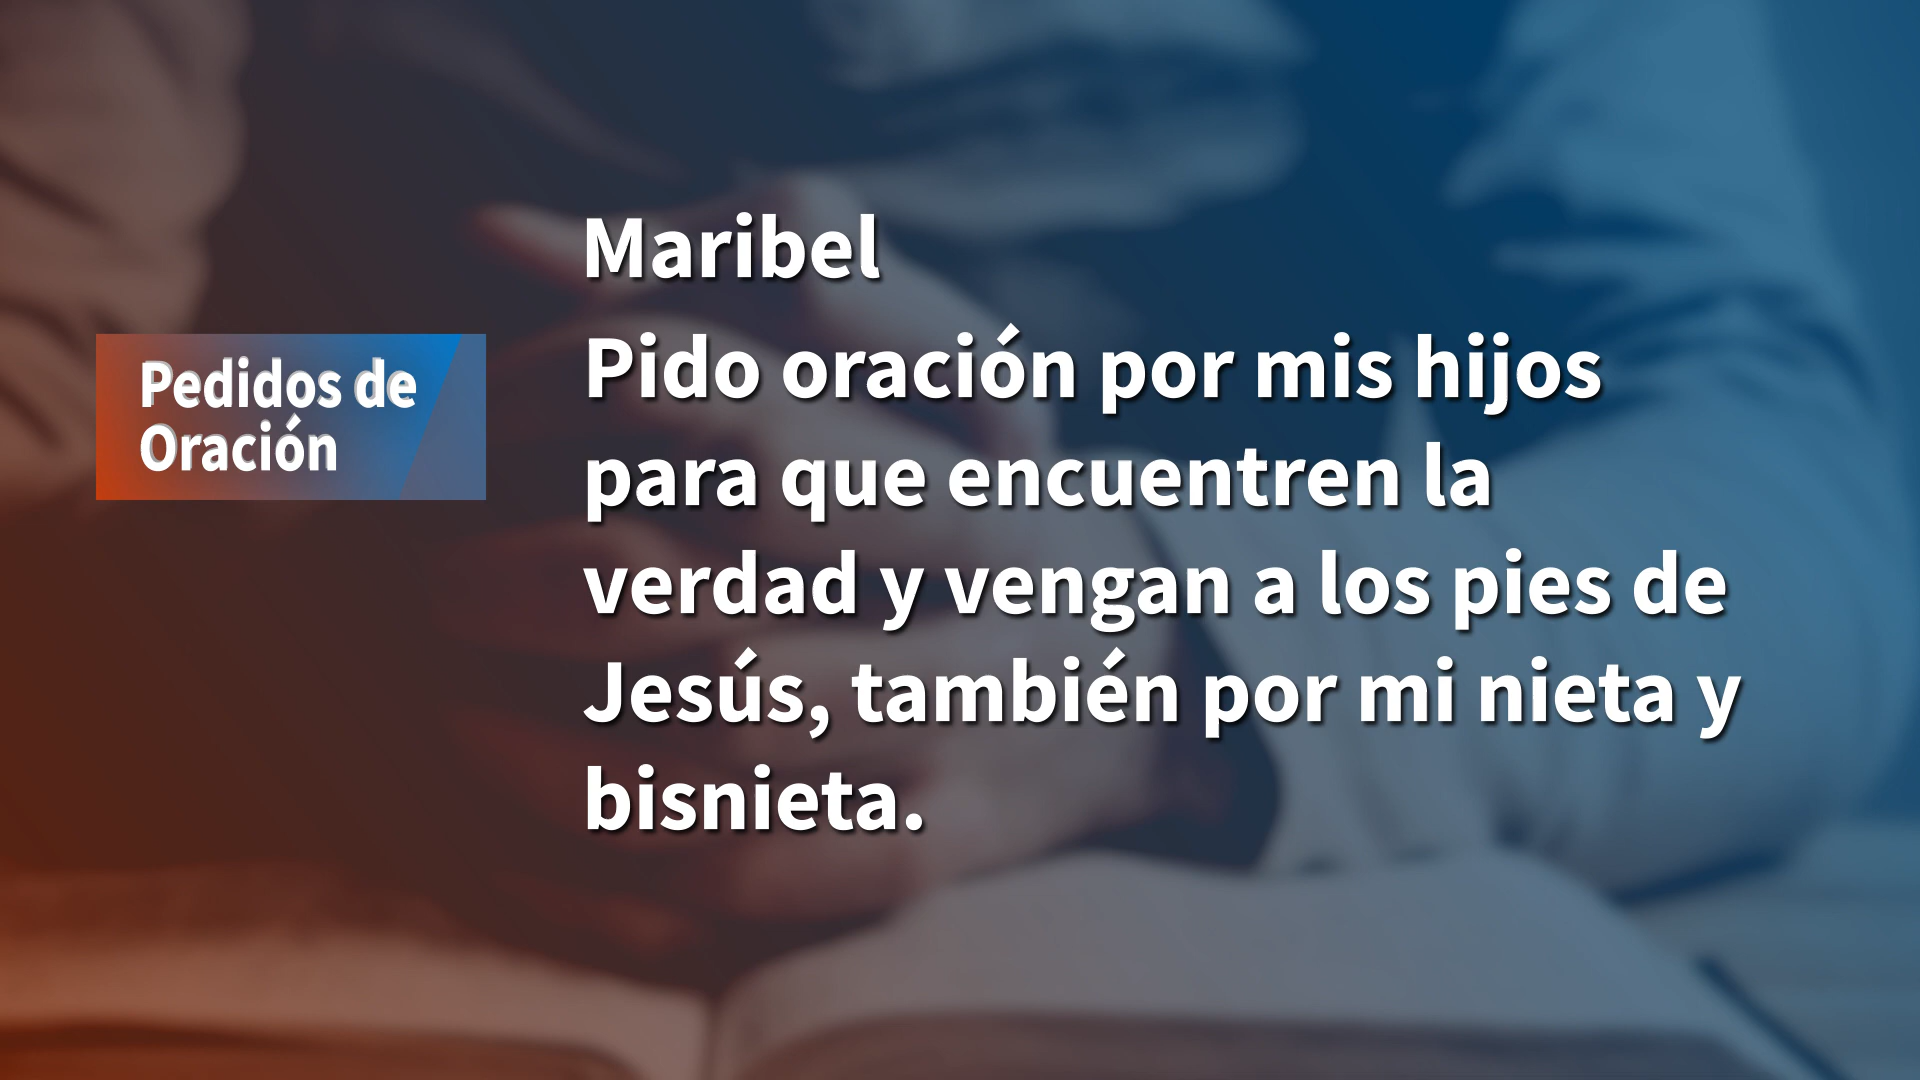 Pedidos de
Oración
Maribel
Pido oración por mis hijos
para que encuentren la
verdad y vengan a los pies de
Jesús, también por mi nieta y
bisnieta.